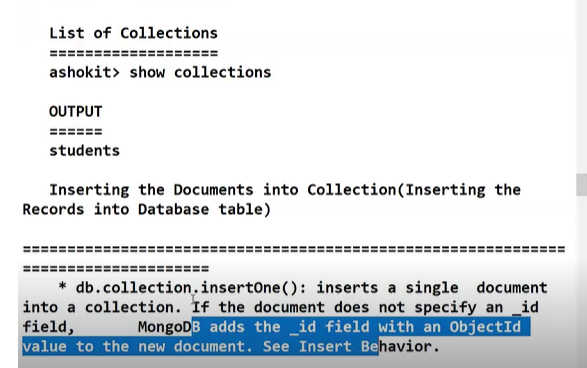 List of Collections
===================
ashokit> show collections
OUTPUT
======
students
Inserting the Documents into Collection(Inserting the
Records into Database table)
=============================================================
=====================
* db.collection.insertOne(): inserts a single document
into a collection. If the document does not specify an _id
field, MongoDB adds the _id field with an ObjectId
value to the new document. See Insert Behavior.